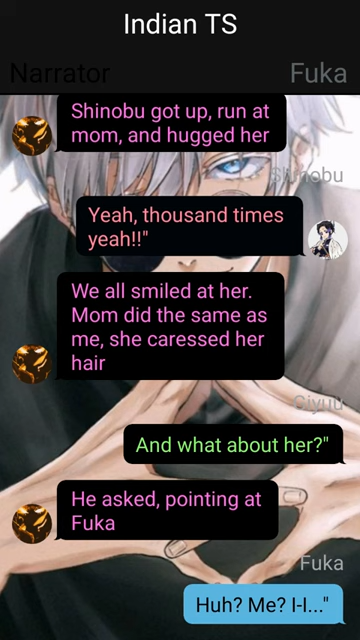 Indian TS
Narrator
Fuka
Shinobu got up, run at
mom, and hugged her
Shinobu
Yeah, thousand times
yeah!!"
We all smiled at her.
Mom did the same as
me, she caressed her
hair
Giyuu
And what about her?"
He asked, pointing at
Fuka
Fuka
Huh? Me? I-I..."